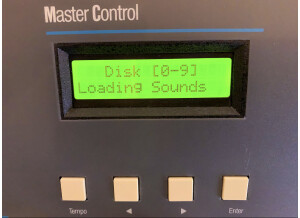 Master Control
Disk [0-9]
Loading Sounds
Tempo
◀
▶
Enter